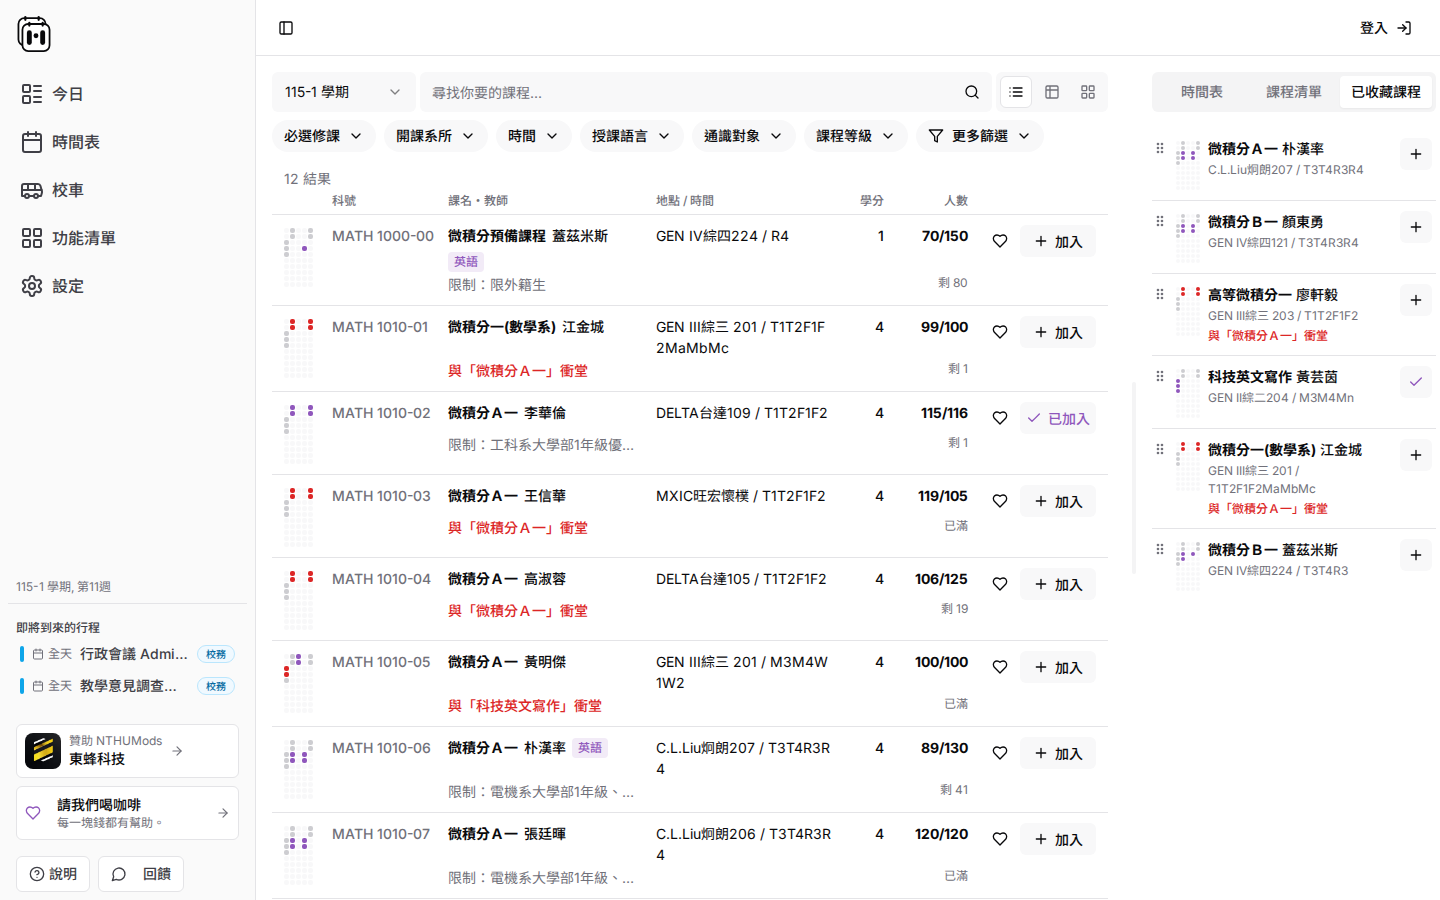 今日
時間表
校車
功能清單
設定
115-1 學期, 第11週
即將到來的行程
全天 行政會議 Admi... 校務
全天 教學意見調查... 校務
贊助 NTHUMods
東蜂科技
請我們喝咖啡
每一塊錢都有幫助。
說明 回饋
登入
115-1 學期 尋找你要的課程...
必選修課 開課系所 時間 授課語言 通識對象 課程等級 更多篩選
12 結果
科號 課名・教師 地點 / 時間 學分 人數
MATH 1000-00 微積分預備課程 蓋茲米斯 GEN IV綜四224 / R4 1 70/150 加入
英語
限制：限外籍生 剩 80
MATH 1010-01 微積分一(數學系) 江金城 GEN III綜三 201 / T1T2F1F 4 99/100 加入
2MaMbMc
與「微積分Ａ一」衝堂 剩 1
MATH 1010-02 微積分Ａ一 李華倫 DELTA台達109 / T1T2F1F2 4 115/116 已加入
限制：工科系大學部1年級優... 剩 1
MATH 1010-03 微積分Ａ一 王信華 MXIC旺宏懷樸 / T1T2F1F2 4 119/105 加入
與「微積分Ａ一」衝堂 已滿
MATH 1010-04 微積分Ａ一 高淑蓉 DELTA台達105 / T1T2F1F2 4 106/125 加入
與「微積分Ａ一」衝堂 剩 19
MATH 1010-05 微積分Ａ一 黃明傑 GEN III綜三 201 / M3M4W 4 100/100 加入
1W2
與「科技英文寫作」衝堂 已滿
MATH 1010-06 微積分Ａ一 朴漢率 英語 C.L.Liu炯朗207 / T3T4R3R 4 89/130 加入
4
限制：電機系大學部1年級、... 剩 41
MATH 1010-07 微積分Ａ一 張廷暉 C.L.Liu炯朗206 / T3T4R3R 4 120/120 加入
4
限制：電機系大學部1年級、... 已滿
時間表 課程清單 已收藏課程
微積分Ａ一 朴漢率
C.L.Liu炯朗207 / T3T4R3R4
微積分Ｂ一 顏東勇
GEN IV綜四121 / T3T4R3R4
高等微積分一 廖軒毅
GEN III綜三 203 / T1T2F1F2
與「微積分Ａ一」衝堂
科技英文寫作 黃芸茵
GEN II綜二204 / M3M4Mn
微積分一(數學系) 江金城
GEN III綜三 201 /
T1T2F1F2MaMbMc
與「微積分Ａ一」衝堂
微積分Ｂ一 蓋茲米斯
GEN IV綜四224 / T3T4R3